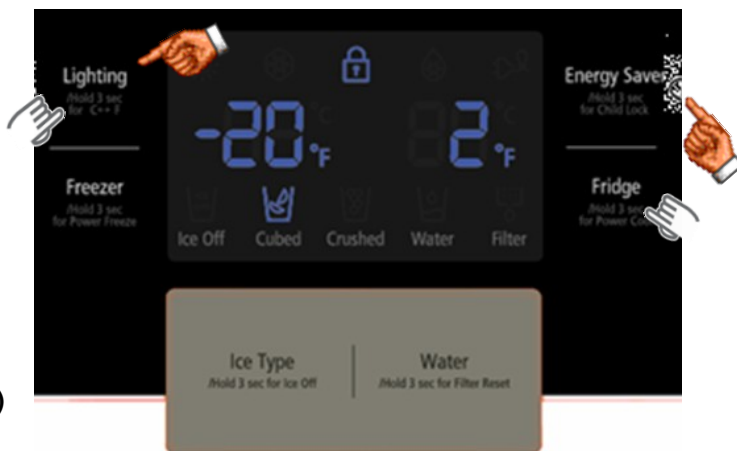 Lighting
/Hold 3 sec
for C++ F
Freezer
/Hold 3 sec
for Power Freeze
-20 °F
2 °F
Ice Off Cubed Crushed Water Filter
Energy Saver
/Hold 3 sec
for Child Lock
Fridge
/Hold 3 sec
for Power
Ice Type
/Hold 3 sec for Ice Off
Water
/Hold 3 sec for Filter Reset
)